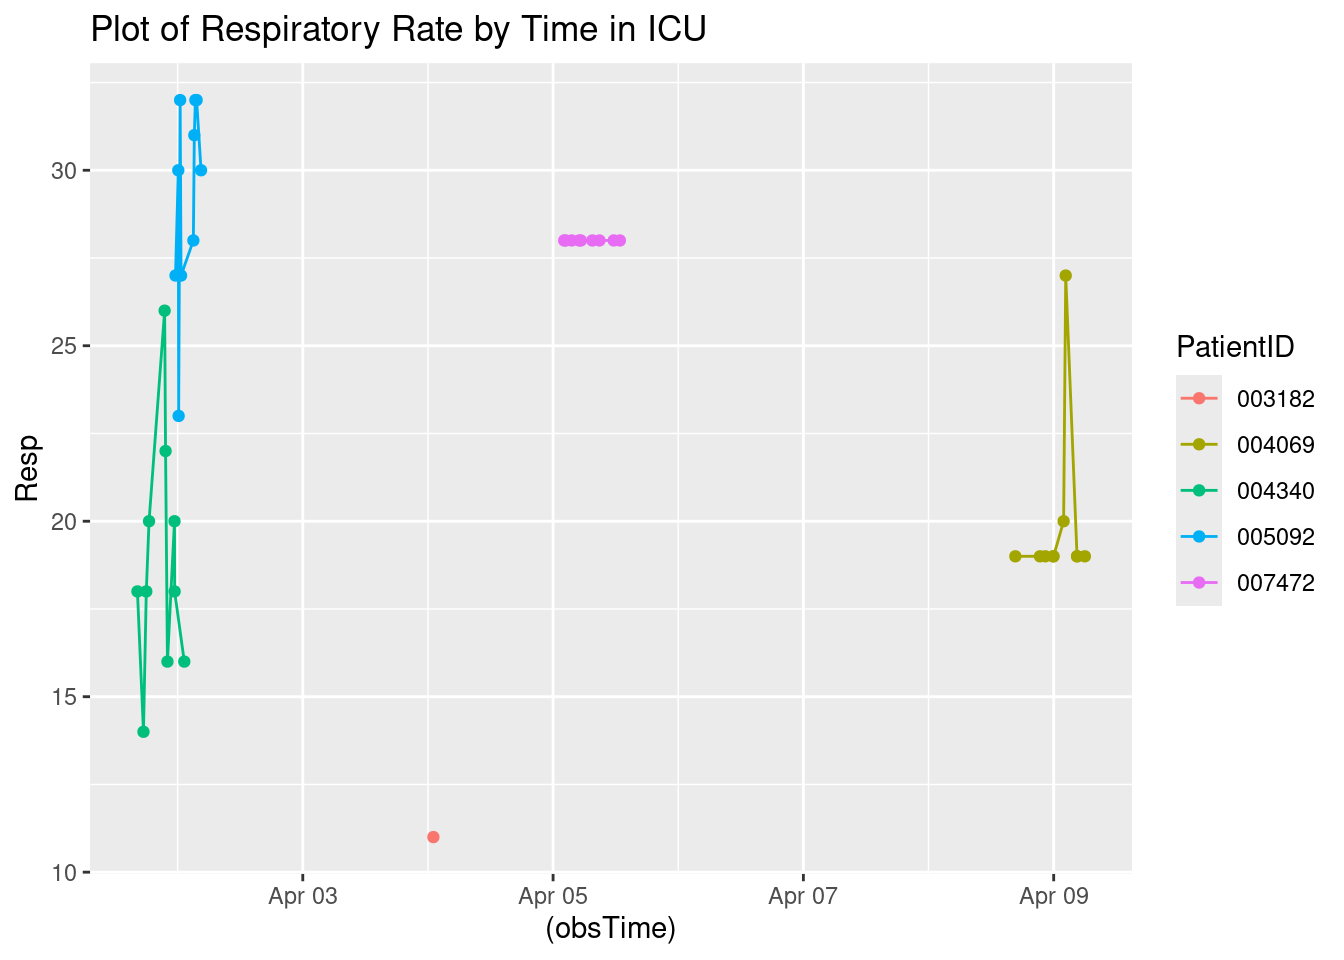 Plot of Respiratory Rate by Time in ICU
30
25
20
15
10
Resp
Apr 03
Apr 05
Apr 07
Apr 09
(obsTime)
PatientID
003182
004069
004340
005092
007472